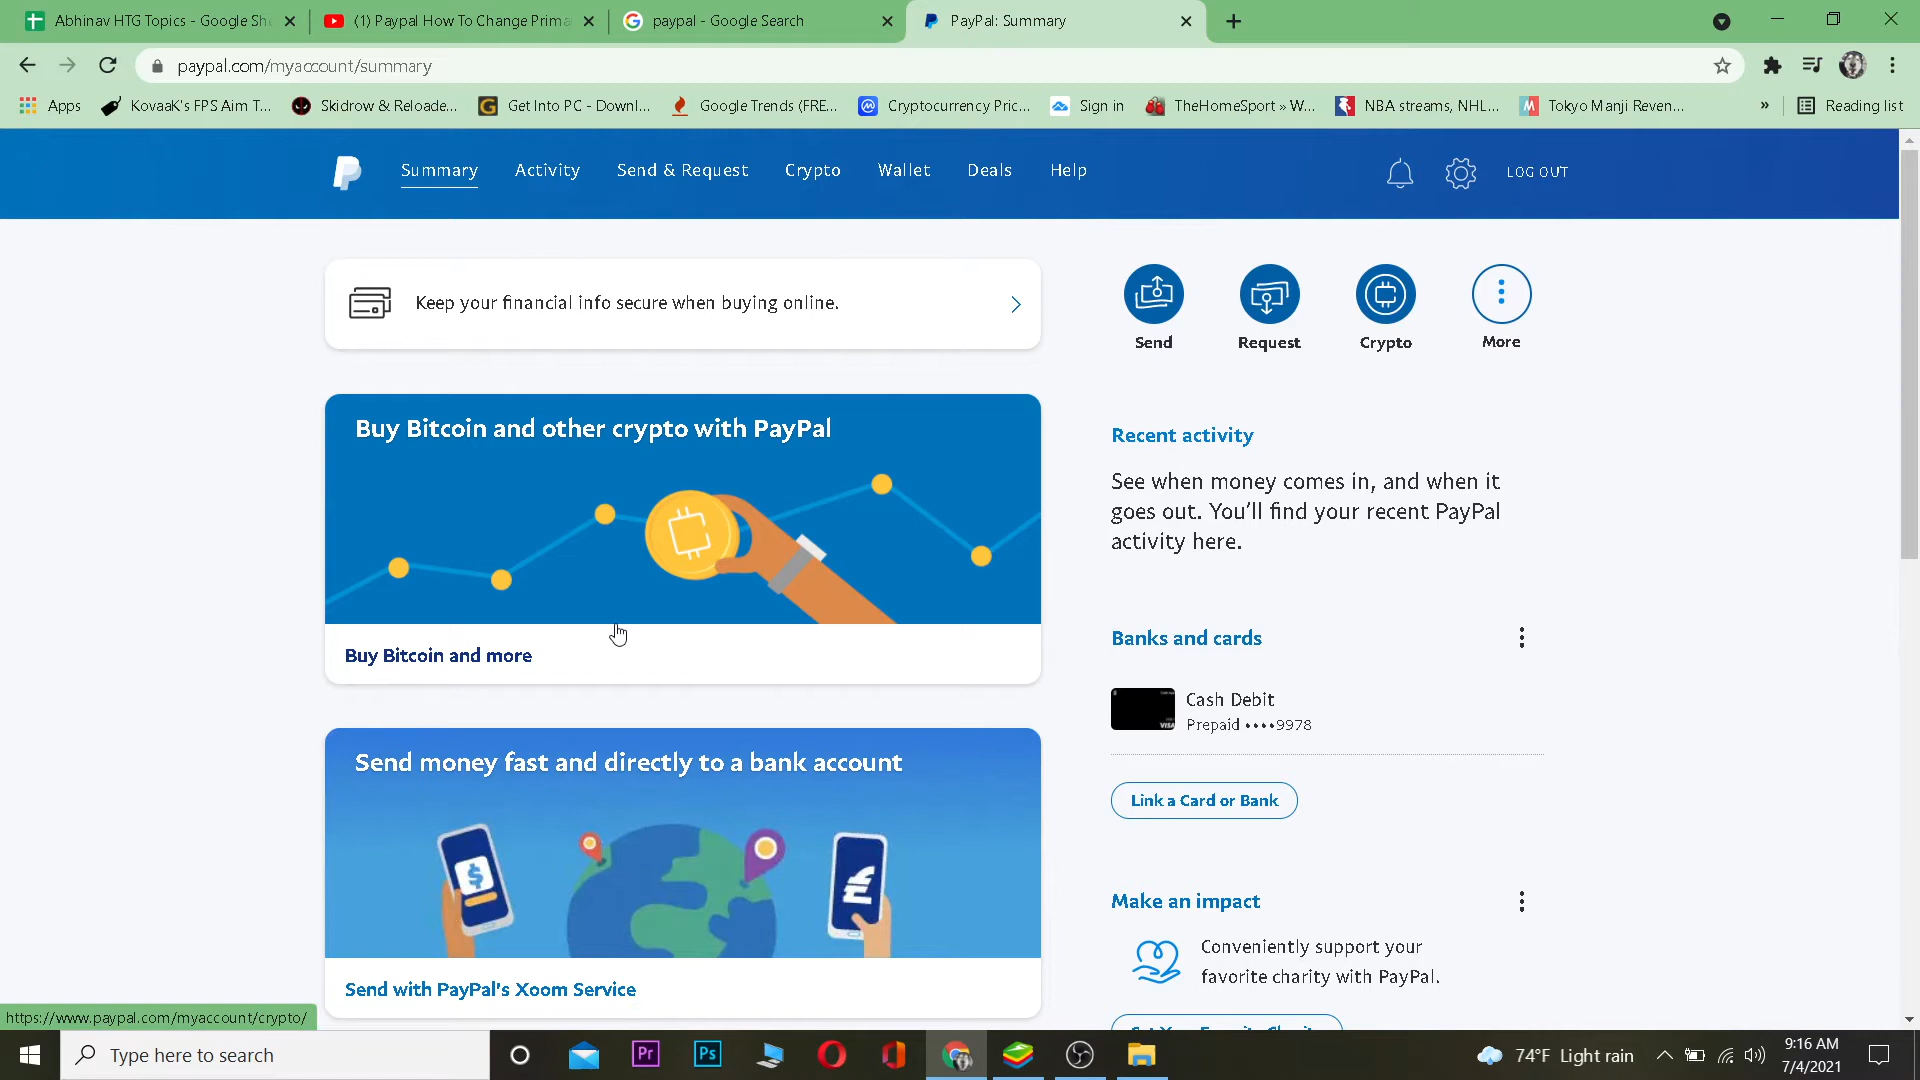 Abhinav HTG Topics - Google She
(1) Paypal How To Change Prima
paypal - Google Search
PayPal: Summary
paypal.com/myaccount/summary
Apps
KovaaK's FPS Aim T...
Skidrow & Reloade...
Get Into PC - Downl...
Google Trends (FRE...
Cryptocurrency Pric...
Sign in
TheHomeSport » W...
NBA streams, NHL...
Tokyo Manji Reven...
»
Reading list
Summary
Activity
Send & Request
Crypto
Wallet
Deals
Help
LOG OUT
Keep your financial info secure when buying online.
Send
Request
Crypto
More
Buy Bitcoin and other crypto with PayPal
Buy Bitcoin and more
Recent activity
See when money comes in, and when it
goes out. You'll find your recent PayPal
activity here.
Banks and cards
VISA
Cash Debit
Prepaid ••••9978
Link a Card or Bank
Send money fast and directly to a bank account
Send with PayPal's Xoom Service
Make an impact
Conveniently support your
favorite charity with PayPal.
https://www.paypal.com/myaccount/crypto/
Type here to search
Pr
Ps
74°F Light rain
9:16 AM
7/4/2021